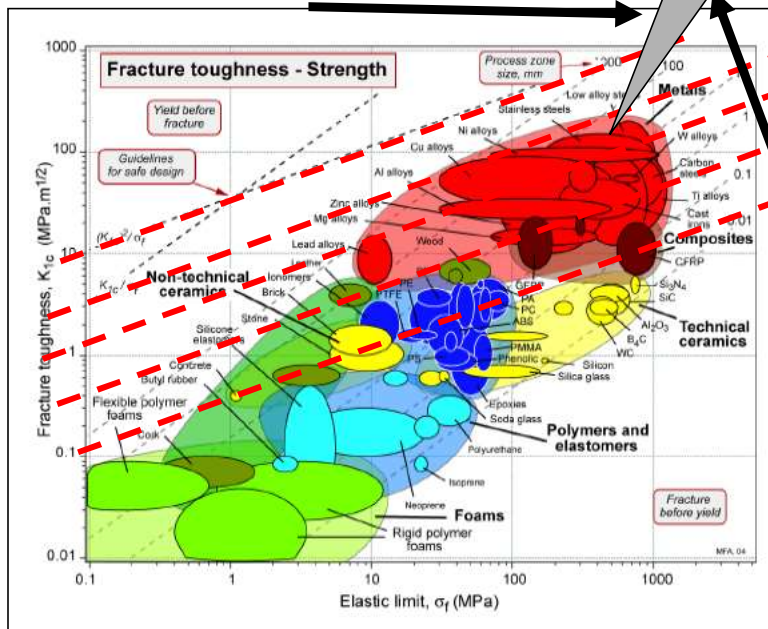 Fracture toughness - Strength
Process zone
size, mm
100
Yield before
fracture
Low alloy
Metals
Stainless steels
Ni alloys
W alloys
Cu alloys
1
Guidelines
for safe design
Al alloys
Carbon
steels
0.1
Zinc alloys
Ti alloys
Mg alloys
Cast
irons
0.01
Wood
Composites
Lead alloys
CFRP
Leather
Ionomers
Non-technical
ceramics
PE
GFRP
Si3N4
Brick
PTFE
PA
SiC
PC
Stone
ABS
Technical
ceramics
Silicone
elastomers
Al2O3
B4C
PMMA
WC
Concrete
PS
Phenolic
Silicon
Butyl rubber
Silica glass
Flexible polymer
foams
Epoxies
Soda glass
Cork
Polymers and
elastomers
Polyurethane
Isoprene
Neoprene
Foams
Rigid polymer
foams
Fracture
before yield
MFA, 04
Fracture toughness, K1c (MPa.m^1/2)
1000
100
10
1
0.1
0.01
0.1
1
10
100
1000
Elastic limit, σf (MPa)